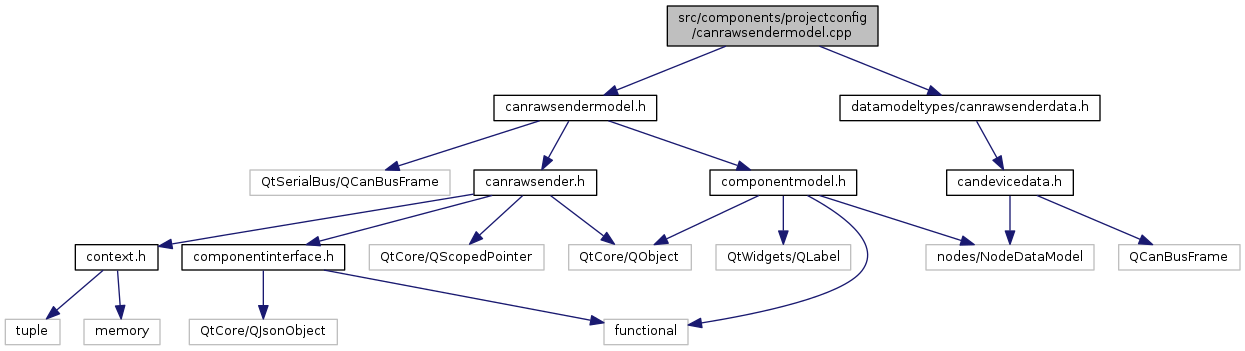 src/components/projectconfig
/canrawsendermodel.cpp
canrawsendermodel.h
datamodeltypes/canrawsenderdata.h
QtSerialBus/QCanBusFrame
canrawsender.h
componentmodel.h
candevicedata.h
context.h
componentinterface.h
QtCore/QScopedPointer
QtCore/QObject
QtWidgets/QLabel
nodes/NodeDataModel
QCanBusFrame
tuple
memory
QtCore/QJsonObject
functional